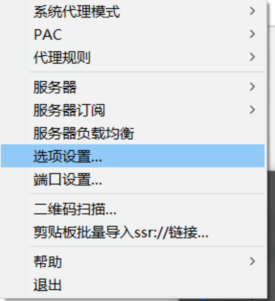 系统代理模式
PAC
代理规则
服务器
服务器订阅
服务器负载均衡
选项设置...
端口设置...
二维码扫描...
剪贴板批量导入ssr://链接...
帮助
退出